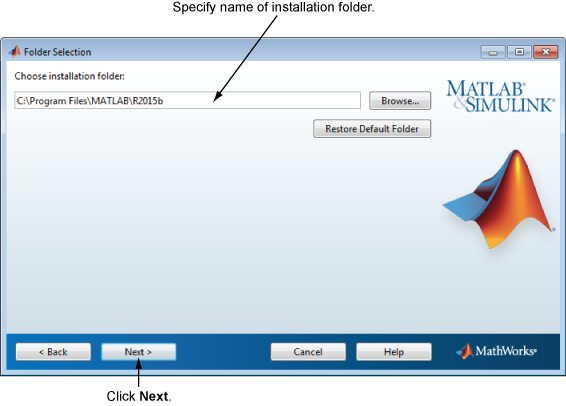 Specify name of installation folder.
Folder Selection
Choose installation folder:
C:\Program Files\MATLAB\R2015b
Browse...
Restore Default Folder
MATLAB®
&SIMULINK®
®
< Back
Next >
Cancel
Help
MathWorks®
Click Next.